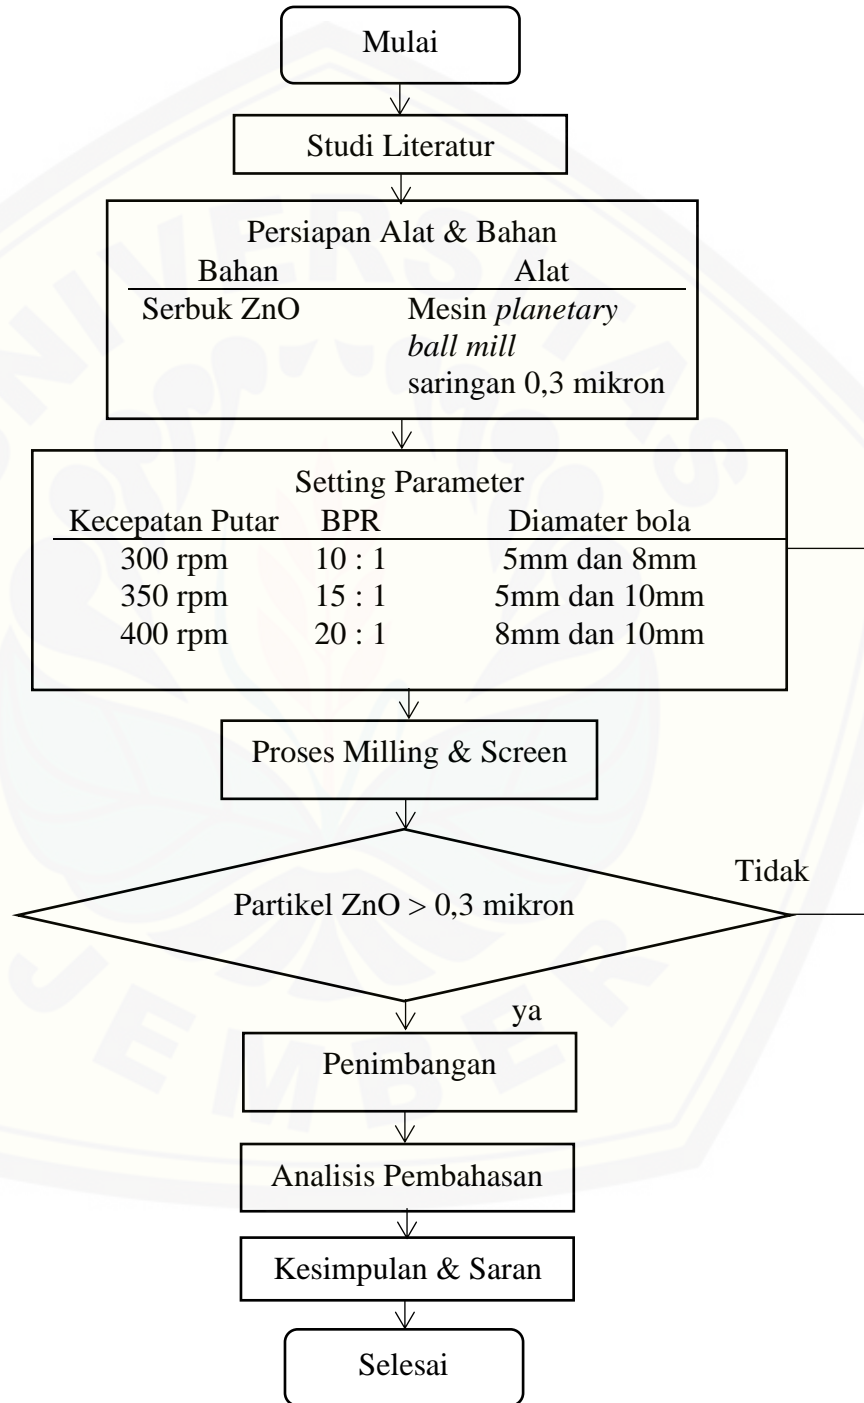 Mulai
Studi Literatur
Persiapan Alat & Bahan
Bahan Alat
Serbuk ZnO Mesin planetary
ball mill
saringan 0,3 mikron
Setting Parameter
Kecepatan Putar BPR Diamater bola
300 rpm 10 : 1 5mm dan 8mm
350 rpm 15 : 1 5mm dan 10mm
400 rpm 20 : 1 8mm dan 10mm
Proses Milling & Screen
Tidak
Partikel ZnO > 0,3 mikron
ya
Penimbangan
Analisis Pembahasan
Kesimpulan & Saran
Selesai
UNIVERSITAS
JEMBER